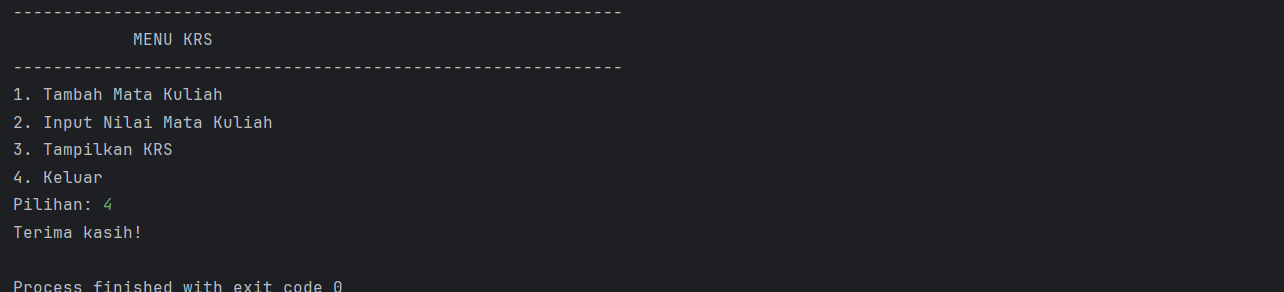 -------------------------------------------------------------
            MENU KRS
-------------------------------------------------------------
1. Tambah Mata Kuliah
2. Input Nilai Mata Kuliah
3. Tampilkan KRS
4. Keluar
Pilihan: 4
Terima kasih!
Process finished with exit code 0